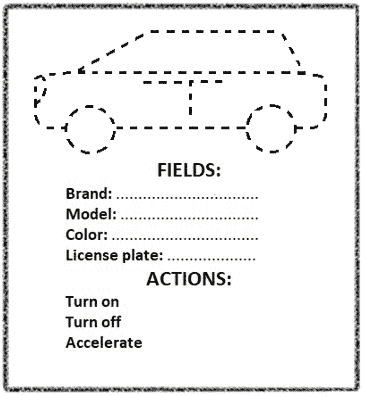 FIELDS:
Brand: ................................
Model: ...............................
Color: .................................
License plate: ....................
ACTIONS:
Turn on
Turn off
Accelerate